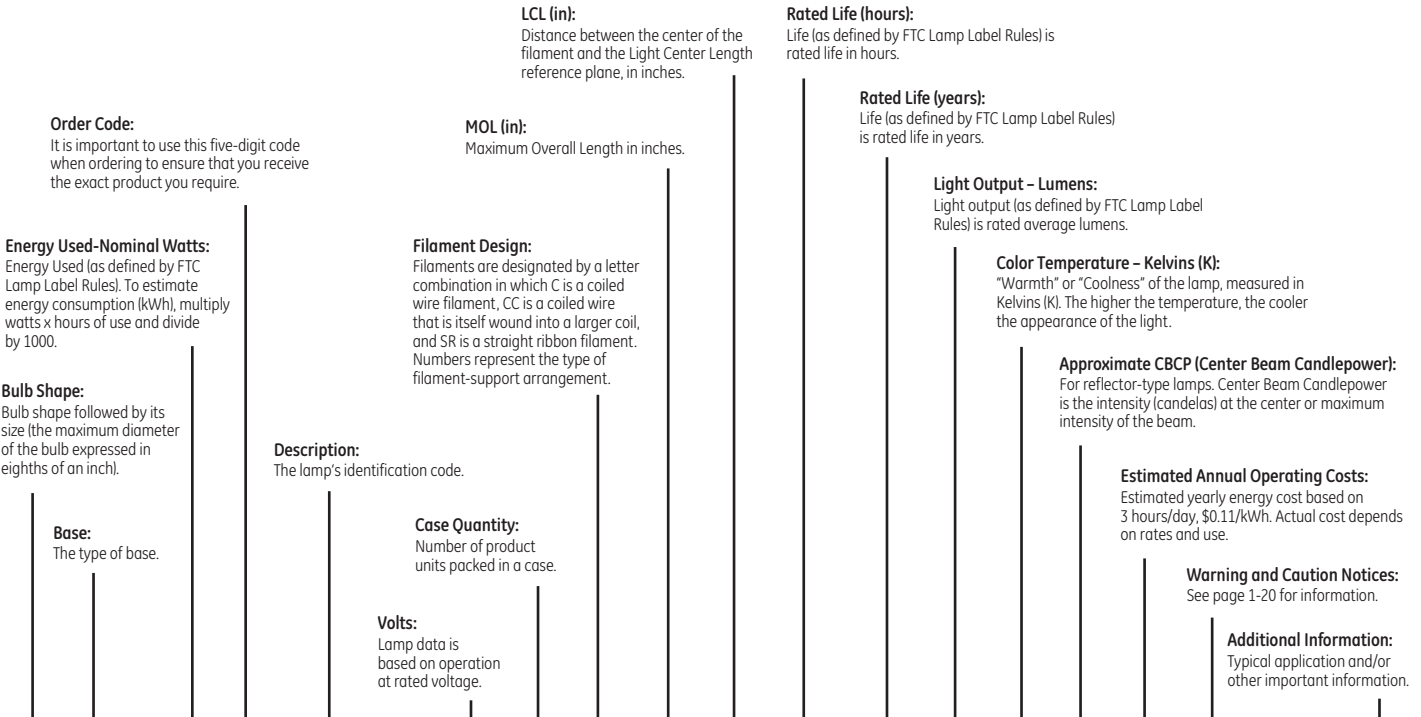 LCL (in):
Distance between the center of the
filament and the Light Center Length
reference plane, in inches.
Rated Life (hours):
Life (as defined by FTC Lamp Label Rules) is
rated life in hours.
Rated Life (years):
Life (as defined by FTC Lamp Label Rules)
is rated life in years.
Order Code:
It is important to use this five-digit code
when ordering to ensure that you receive
the exact product you require.
MOL (in):
Maximum Overall Length in inches.
Light Output – Lumens:
Light output (as defined by FTC Lamp Label
Rules) is rated average lumens.
Energy Used-Nominal Watts:
Energy Used (as defined by FTC
Lamp Label Rules). To estimate
energy consumption (kWh), multiply
watts x hours of use and divide
by 1000.
Filament Design:
Filaments are designated by a letter
combination in which C is a coiled
wire filament, CC is a coiled wire
that is itself wound into a larger coil,
and SR is a straight ribbon filament.
Numbers represent the type of
filament-support arrangement.
Color Temperature – Kelvins (K):
“Warmth” or “Coolness” of the lamp, measured in
Kelvins (K). The higher the temperature, the cooler
the appearance of the light.
Approximate CBCP (Center Beam Candlepower):
For reflector-type lamps. Center Beam Candlepower
is the intensity (candelas) at the center or maximum
intensity of the beam.
Bulb Shape:
Bulb shape followed by its
size (the maximum diameter
of the bulb expressed in
eighths of an inch).
Description:
The lamp’s identification code.
Estimated Annual Operating Costs:
Estimated yearly energy cost based on
3 hours/day, $0.11/kWh. Actual cost depends
on rates and use.
Base:
The type of base.
Case Quantity:
Number of product
units packed in a case.
Warning and Caution Notices:
See page 1-20 for information.
Volts:
Lamp data is
based on operation
at rated voltage.
Additional Information:
Typical application and/or
other important information.